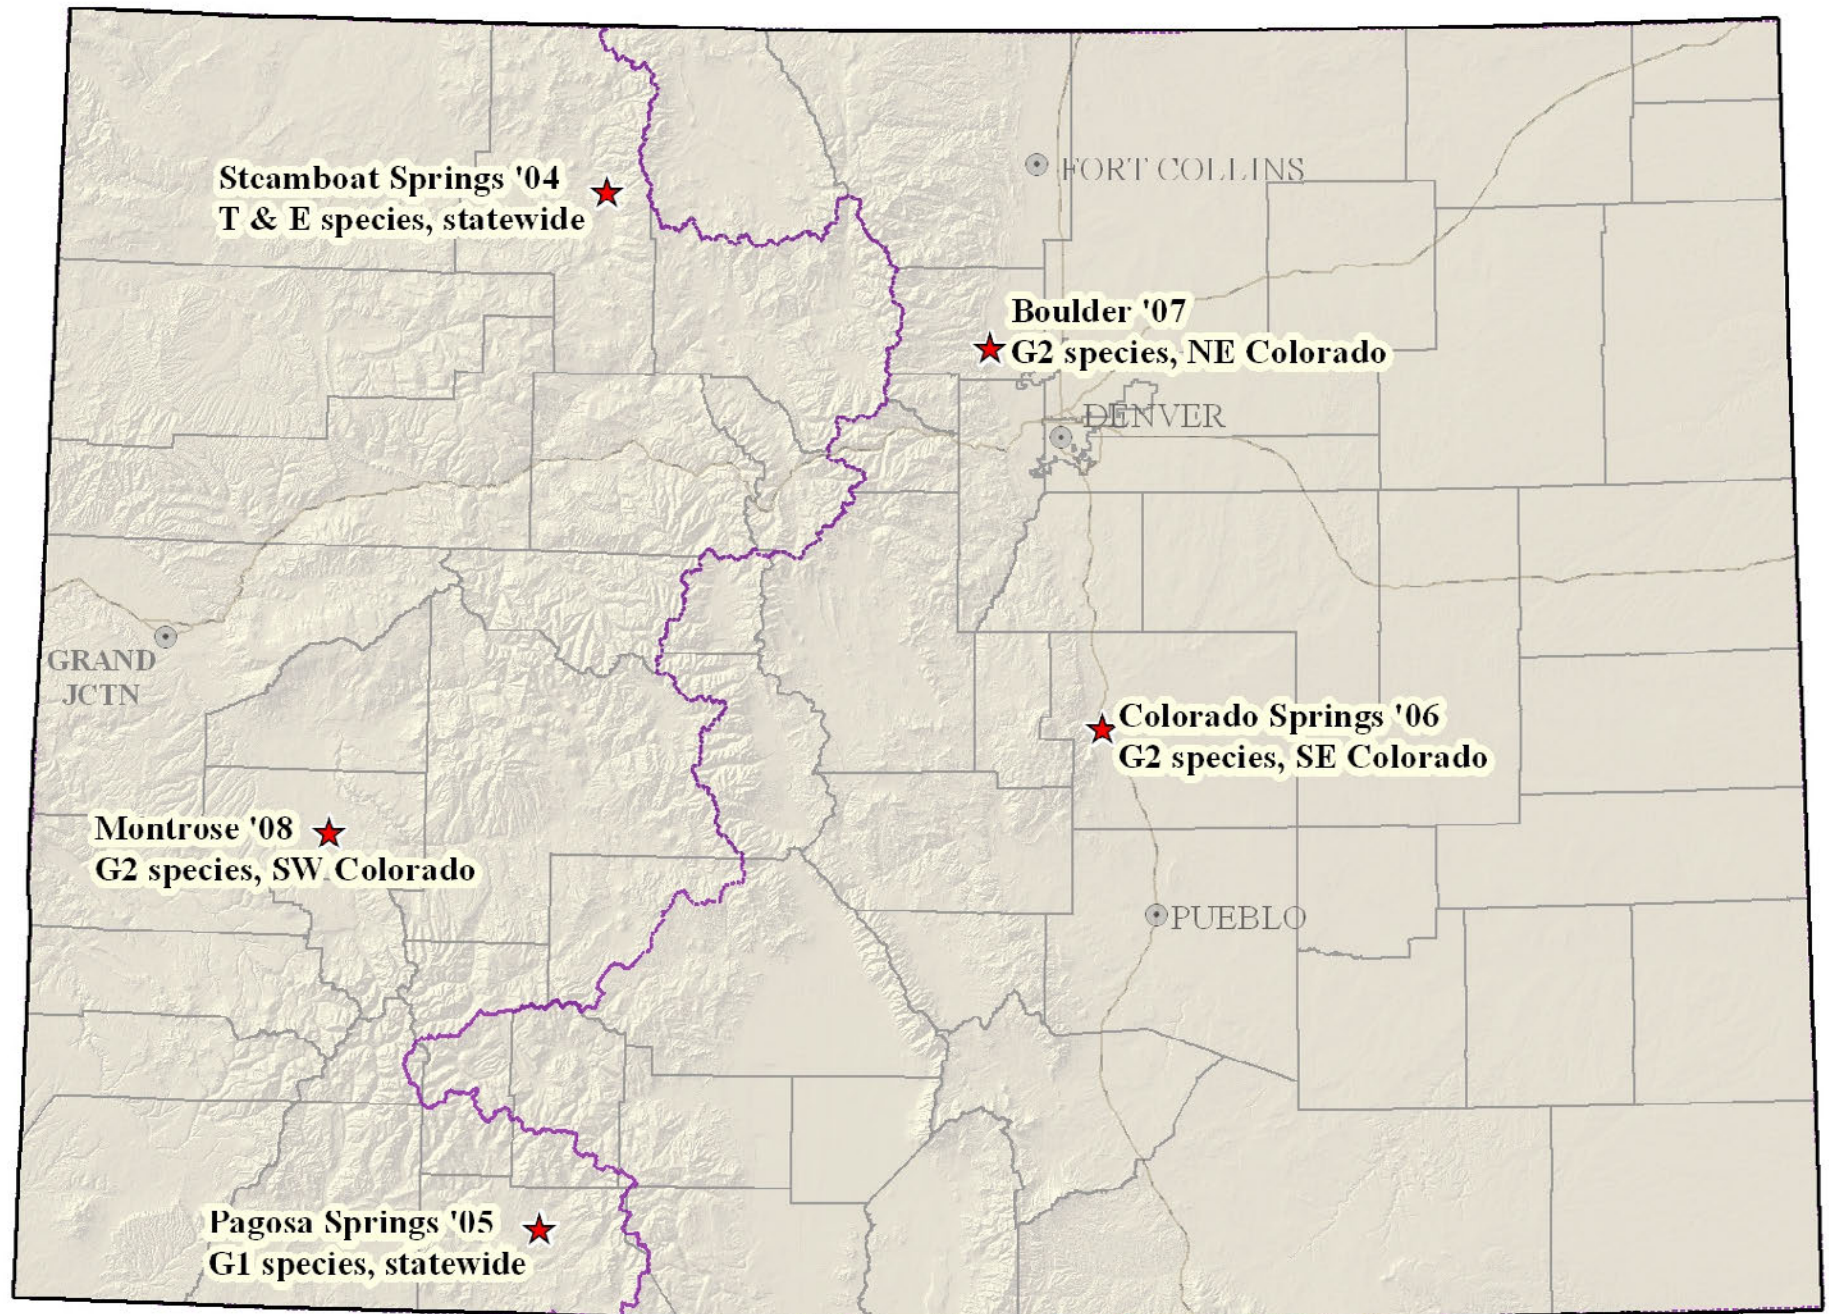 Steamboat Springs '04
T & E species, statewide
FORT COLLINS
Boulder '07
G2 species, NE Colorado
DENVER
GRAND
JCTN
Colorado Springs '06
G2 species, SE Colorado
Montrose '08
G2 species, SW Colorado
PUEBLO
Pagosa Springs '05
G1 species, statewide